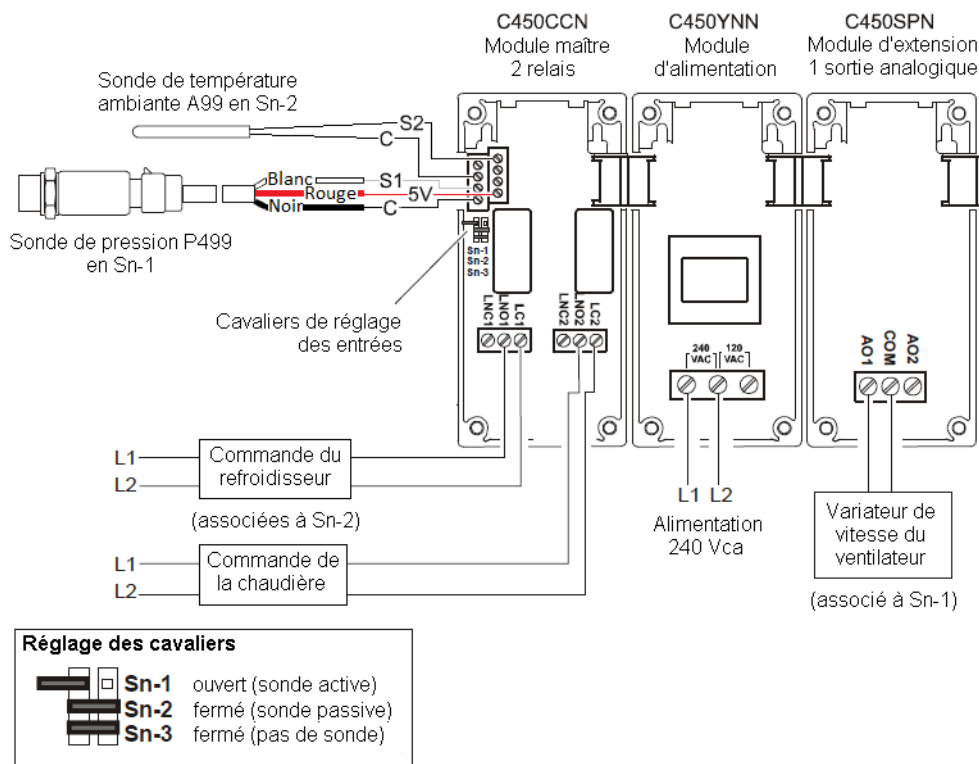 C450CCN
Module maître
2 relais
C450YNN
Module
d'alimentation
C450SPN
Module d'extension
1 sortie analogique
Sonde de température
ambiante A99 en Sn-2
S2
C
Blanc
S1
Rouge
5V
Noir
C
Sonde de pression P499
en Sn-1
Sn-1
Sn-2
Sn-3
Cavaliers de réglage
des entrées
LNC1
LNO1
LC1
LNC2
LNO2
LC2
240
VAC
120
VAC
AO1
COM
AO2
L1
L2
Commande du
refroidisseur
(associées à Sn-2)
L1
L2
Commande de
la chaudière
L1 L2
Alimentation
240 Vca
Variateur de
vitesse du
ventilateur
(associé à Sn-1)
Réglage des cavaliers
Sn-1 ouvert (sonde active)
Sn-2 fermé (sonde passive)
Sn-3 fermé (pas de sonde)